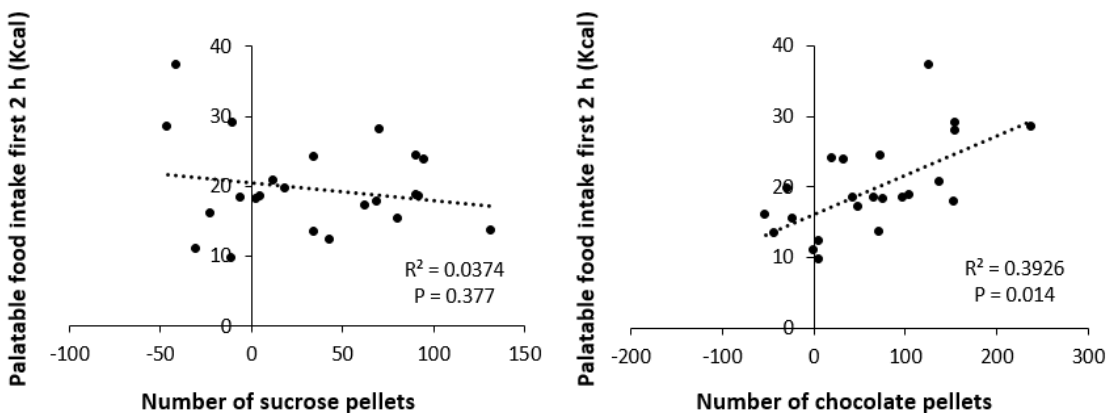 Palatable food intake first 2 h (Kcal)
40
30
20
10
0
R² = 0.0374
P = 0.377
-100 -50 0 50 100 150
Number of sucrose pellets
Palatable food intake first 2 h (Kcal)
40
30
20
10
0
R² = 0.3926
P = 0.014
-200 -100 0 100 200 300
Number of chocolate pellets